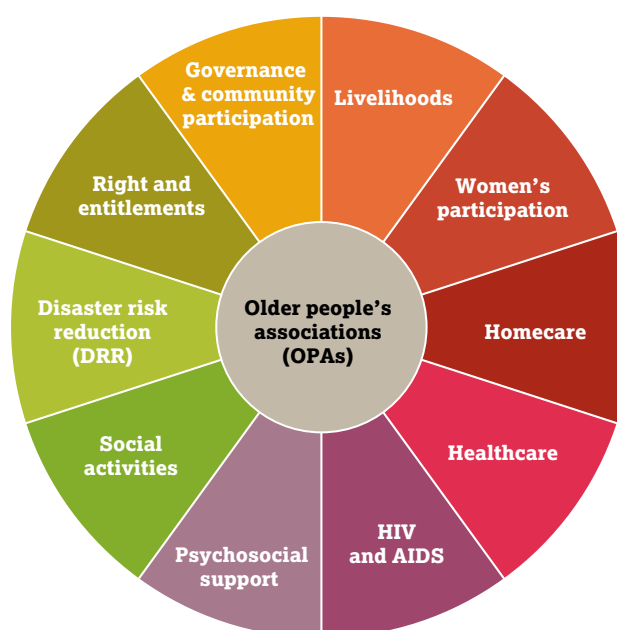 Governance
& community
participation
Livelihoods
Women's
participation
Homecare
Healthcare
HIV
and AIDS
Psychosocial
support
Social
activities
Disaster risk
reduction
(DRR)
Right and
entitlements
Older people's
associations
(OPAs)